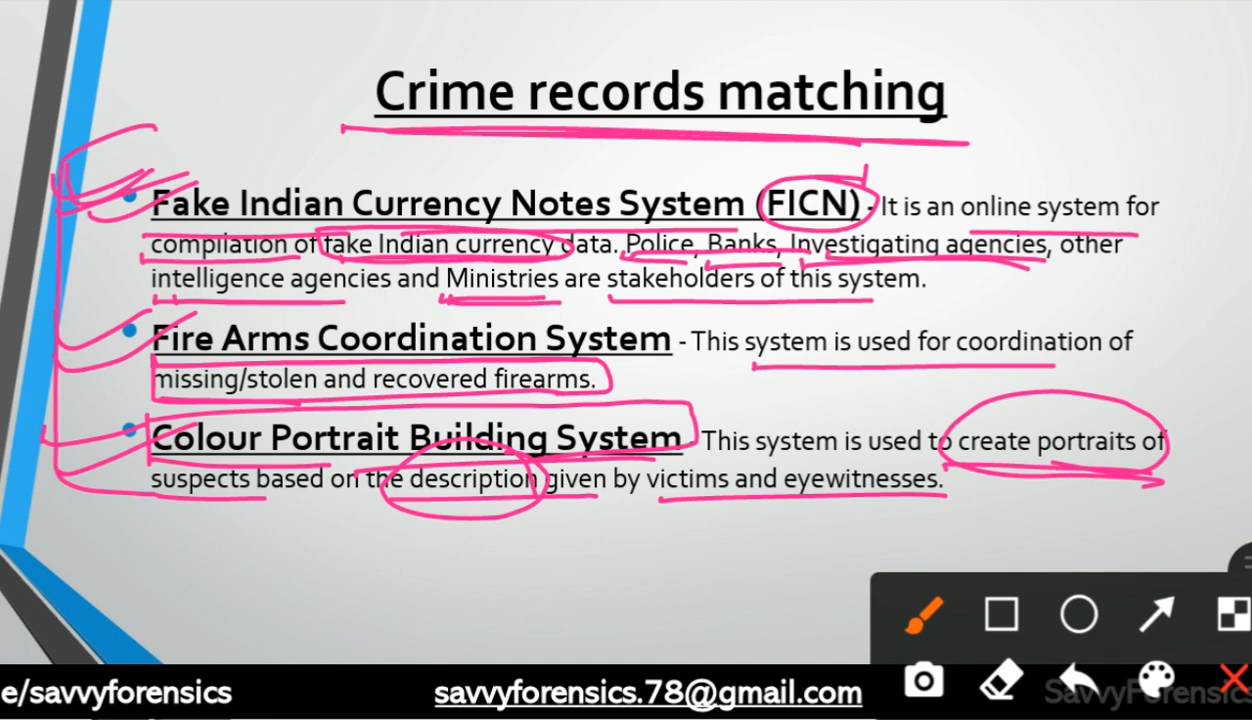 Crime records matching
• Fake Indian Currency Notes System (FICN) - It is an online system for
compilation of fake Indian currency data. Police, Banks, Investigating agencies, other
intelligence agencies and Ministries are stakeholders of this system.
• Fire Arms Coordination System - This system is used for coordination of
missing/stolen and recovered firearms.
• Colour Portrait Building System - This system is used to create portraits of
suspects based on the description given by victims and eyewitnesses.
e/savvyforensics savvyforensics.78@gmail.com SavvyForensics